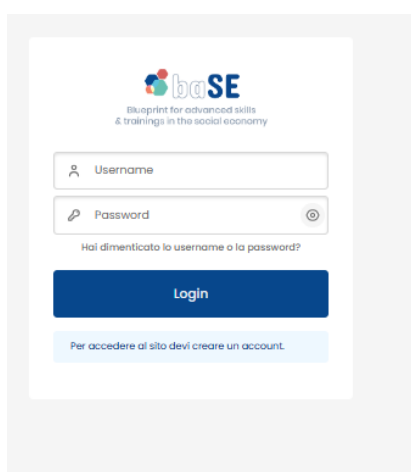 baSE
Blueprint for advanced skills
& trainings in the social economy
Username
Password
Hai dimenticato lo username o la password?
Login
Per accedere al sito devi creare un account.